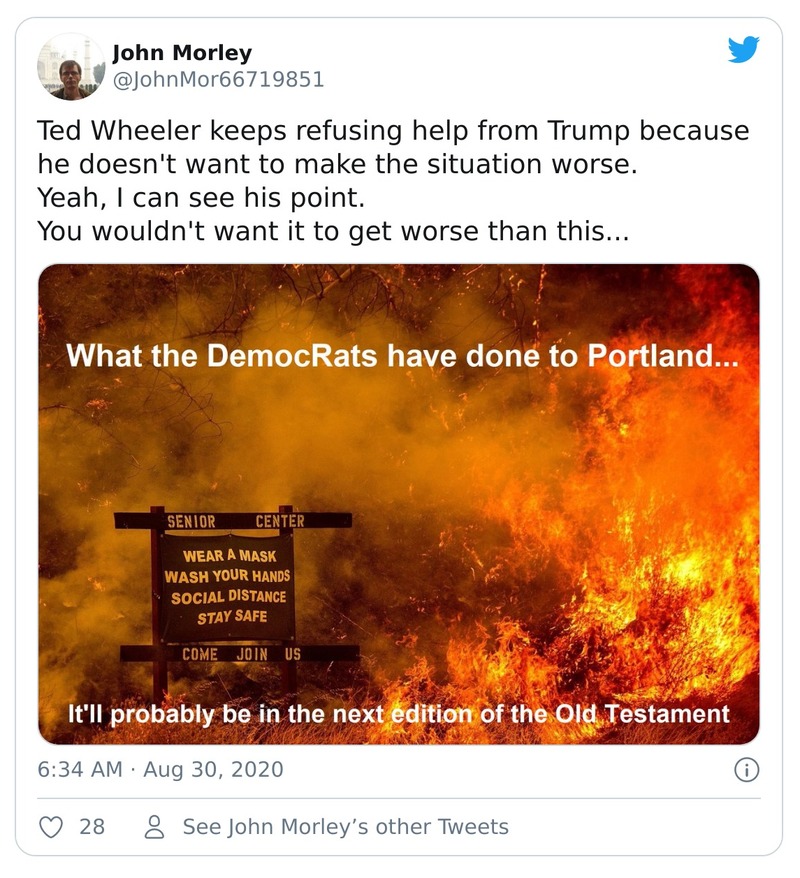 John Morley
@JohnMor66719851
Ted Wheeler keeps refusing help from Trump because
he doesn't want to make the situation worse.
Yeah, I can see his point.
You wouldn't want it to get worse than this...
What the DemocRats have done to Portland...
SENIOR CENTER
WEAR A MASK
WASH YOUR HANDS
SOCIAL DISTANCE
STAY SAFE
COME JOIN US
It'll probably be in the next edition of the Old Testament
6:34 AM · Aug 30, 2020
28
See John Morley’s other Tweets